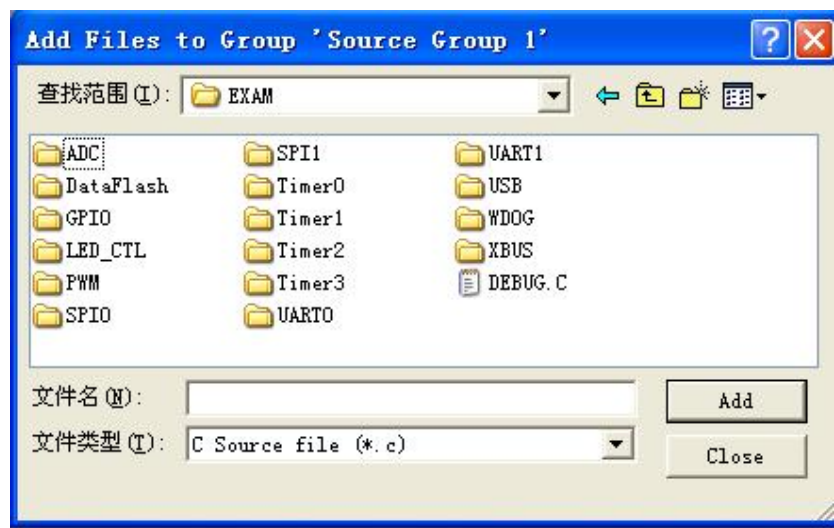 Add Files to Group 'Source Group 1'
查找范围(I): EXAM
ADC SPI1 UART1
DataFlash Timer0 USB
GPIO Timer1 WDOG
LED_CTL Timer2 XBUS
PWM Timer3 DEBUG.C
SPI0 UART0
文件名(N): Add
文件类型(T): C Source file (*.c) Close